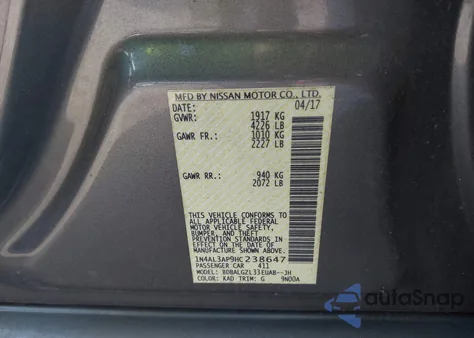 MFD BY NISSAN MOTOR CO., LTD.
DATE: 04/17
GVWR: 1917 KG
4226 LB
GAWR FR.: 1010 KG
2227 LB
GAWR RR.: 940 KG
2072 LB
THIS VEHICLE CONFORMS TO
ALL APPLICABLE FEDERAL
MOTOR VEHICLE SAFETY,
BUMPER, AND THEFT
PREVENTION STANDARDS
IN EFFECT ON THE DATE OF
MANUFACTURE SHOWN ABOVE.
1N4AL3AP9HC238647
PASSENGER CAR 411
MODEL: BDBALGZL33EUAB--JH
COLOR: KAD TRIM: G 9N00A
autoSnap